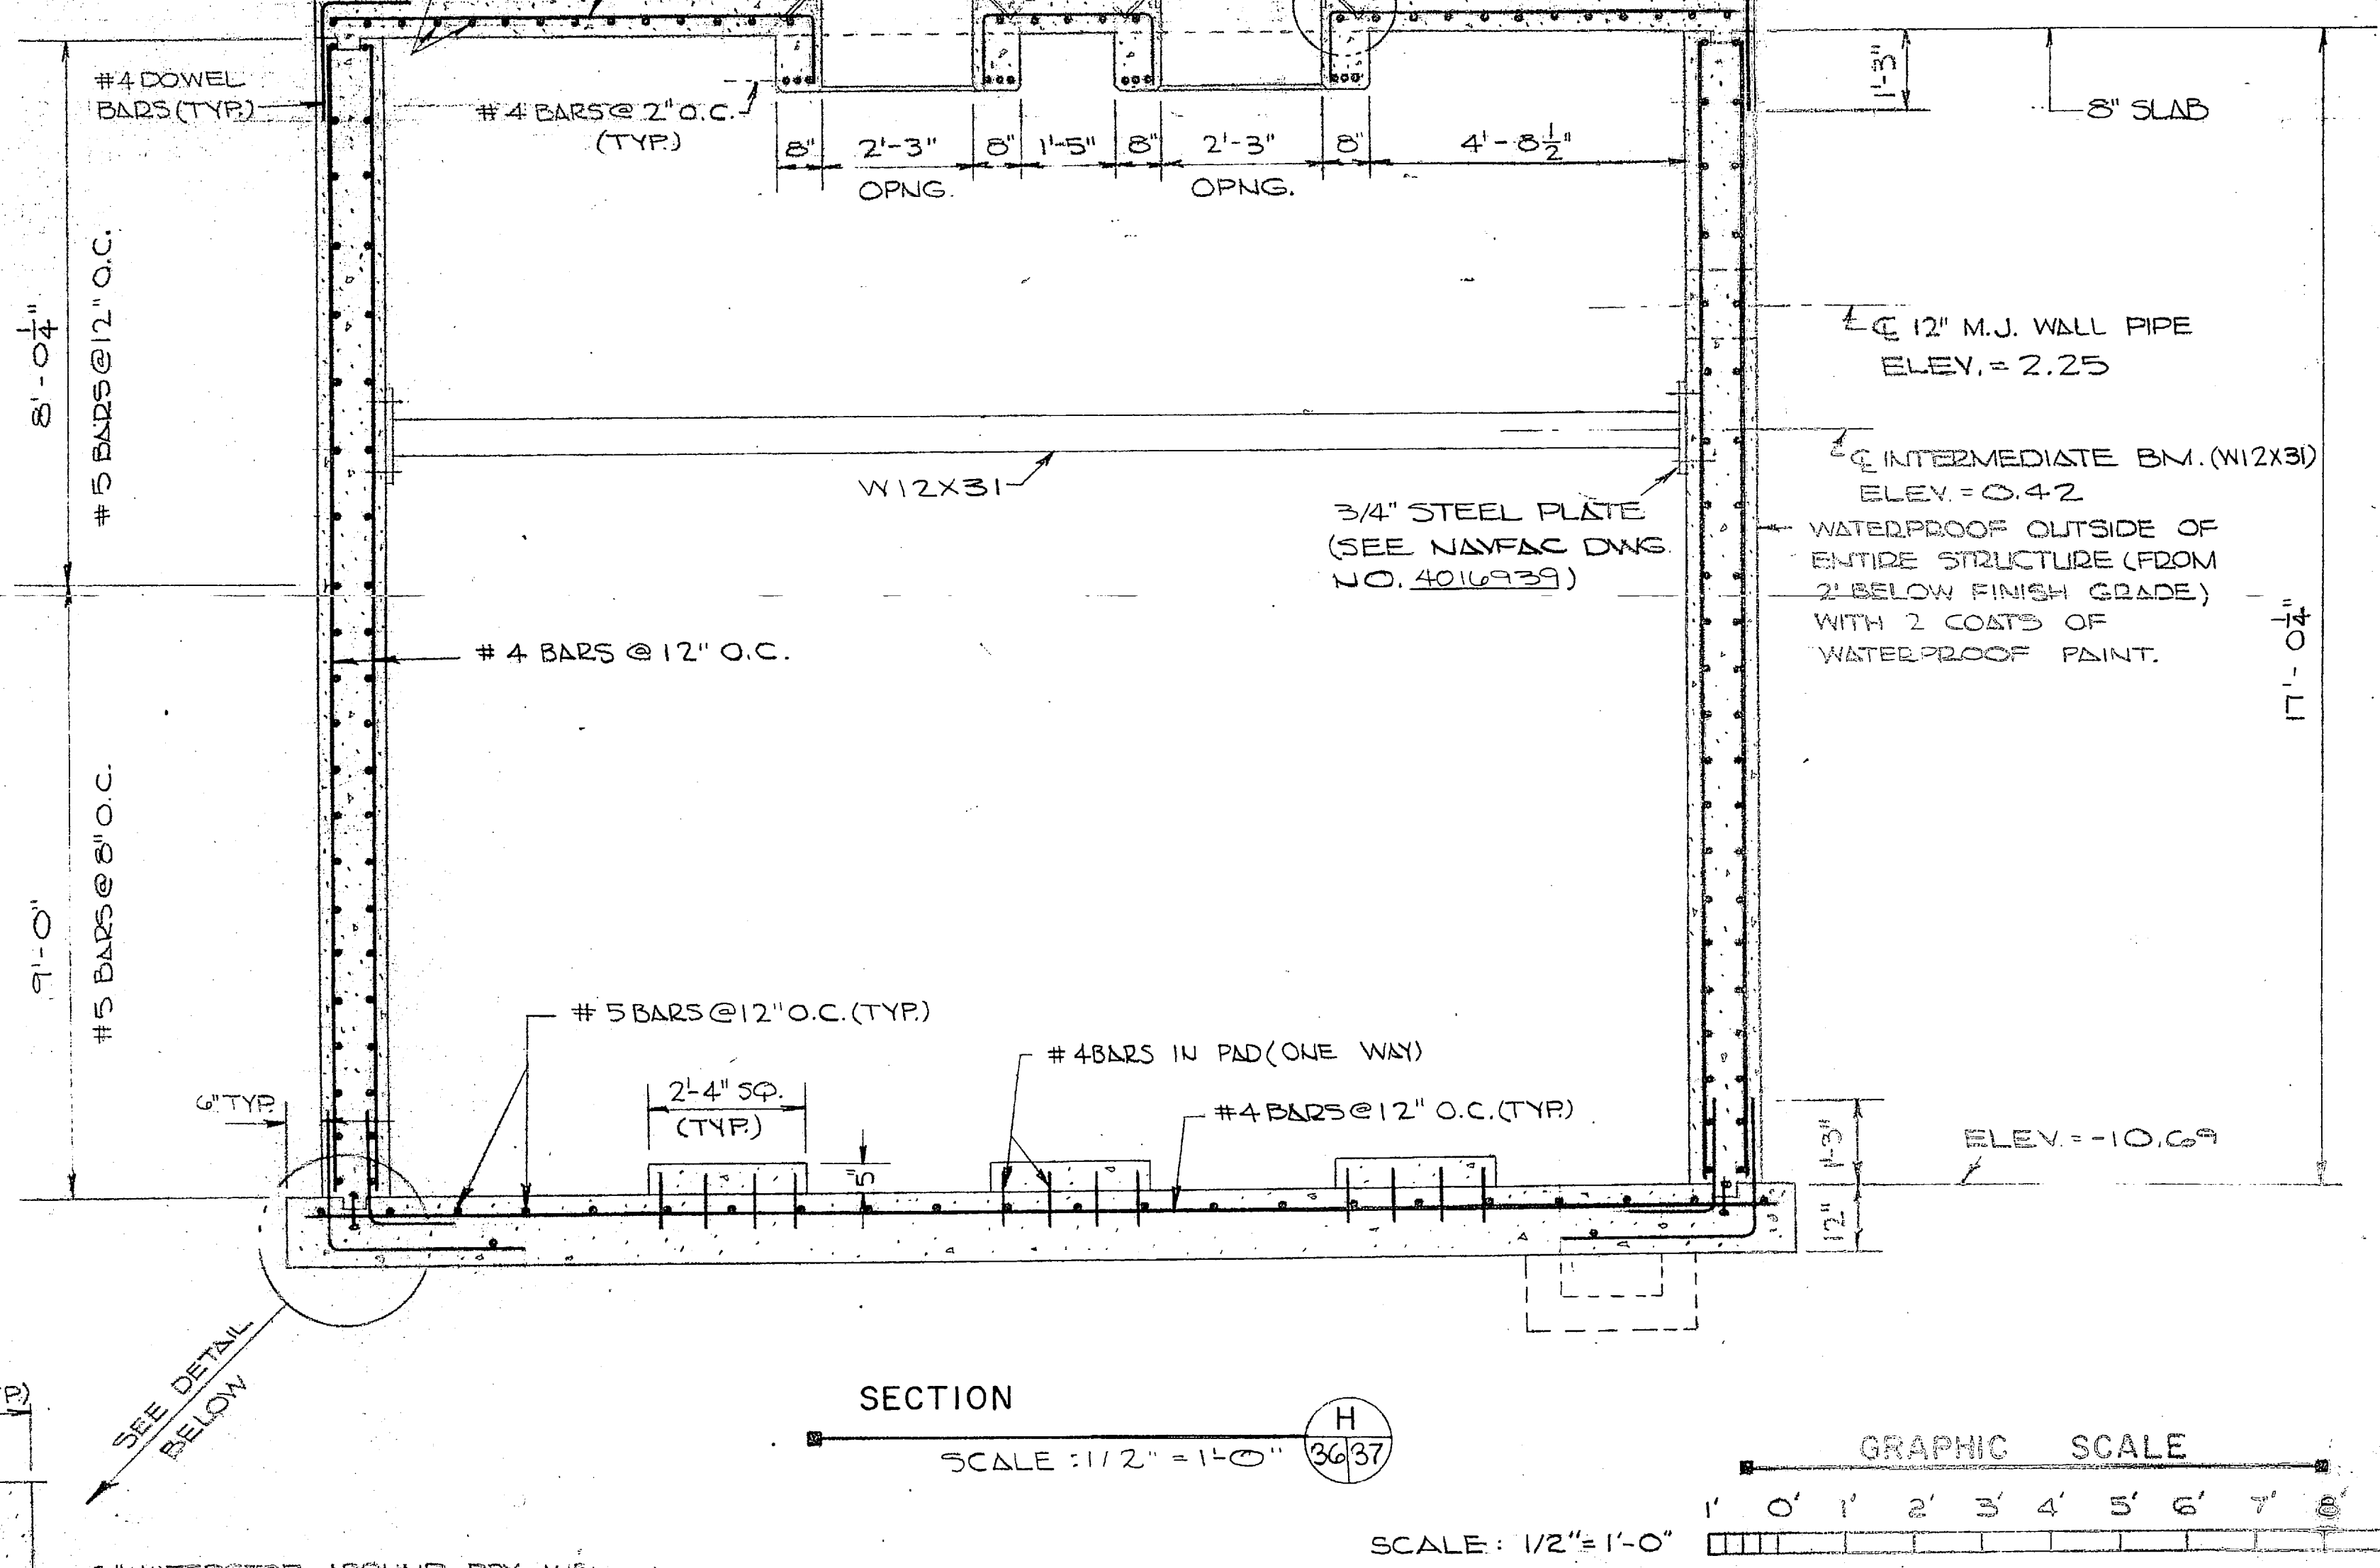 #4 DOWEL
BARS (TYP.)
#4 BARS @ 2" O.C.
(TYP.)
8"
2'-3"
OPNG.
8"
1'-5"
8"
2'-3"
OPNG.
8"
4'-8 1/2"
1'-3"
8" SLAB
8'-0 1/4"
#5 BARS @ 12" O.C.
℄ 12" M.J. WALL PIPE
ELEV. = 2.25
W12X31
3/4" STEEL PLATE
(SEE NAVFAC DWG.
NO. 4016939)
℄ INTERMEDIATE BM. (W12X31)
ELEV. = 0.42
WATERPROOF OUTSIDE OF
ENTIRE STRUCTURE (FROM
2' BELOW FINISH GRADE)
WITH 2 COATS OF
WATERPROOF PAINT.
17'-0 1/4"
#4 BARS @ 12" O.C.
9'-0"
#5 BARS @ 8" O.C.
#5 BARS @ 12" O.C. (TYP.)
#4 BARS IN PAD (ONE WAY)
2'-4" SQ.
(TYP.)
#4 BARS @ 12" O.C. (TYP.)
6" TYP.
5"
1'-3"
12"
ELEV. = -10.69
SEE DETAIL
BELOW
SECTION
H
36 37
SCALE : 1/2" = 1'-0"
GRAPHIC SCALE
1' 0' 1' 2' 3' 4' 5' 6' 7' 8'
SCALE: 1/2" = 1'-0"